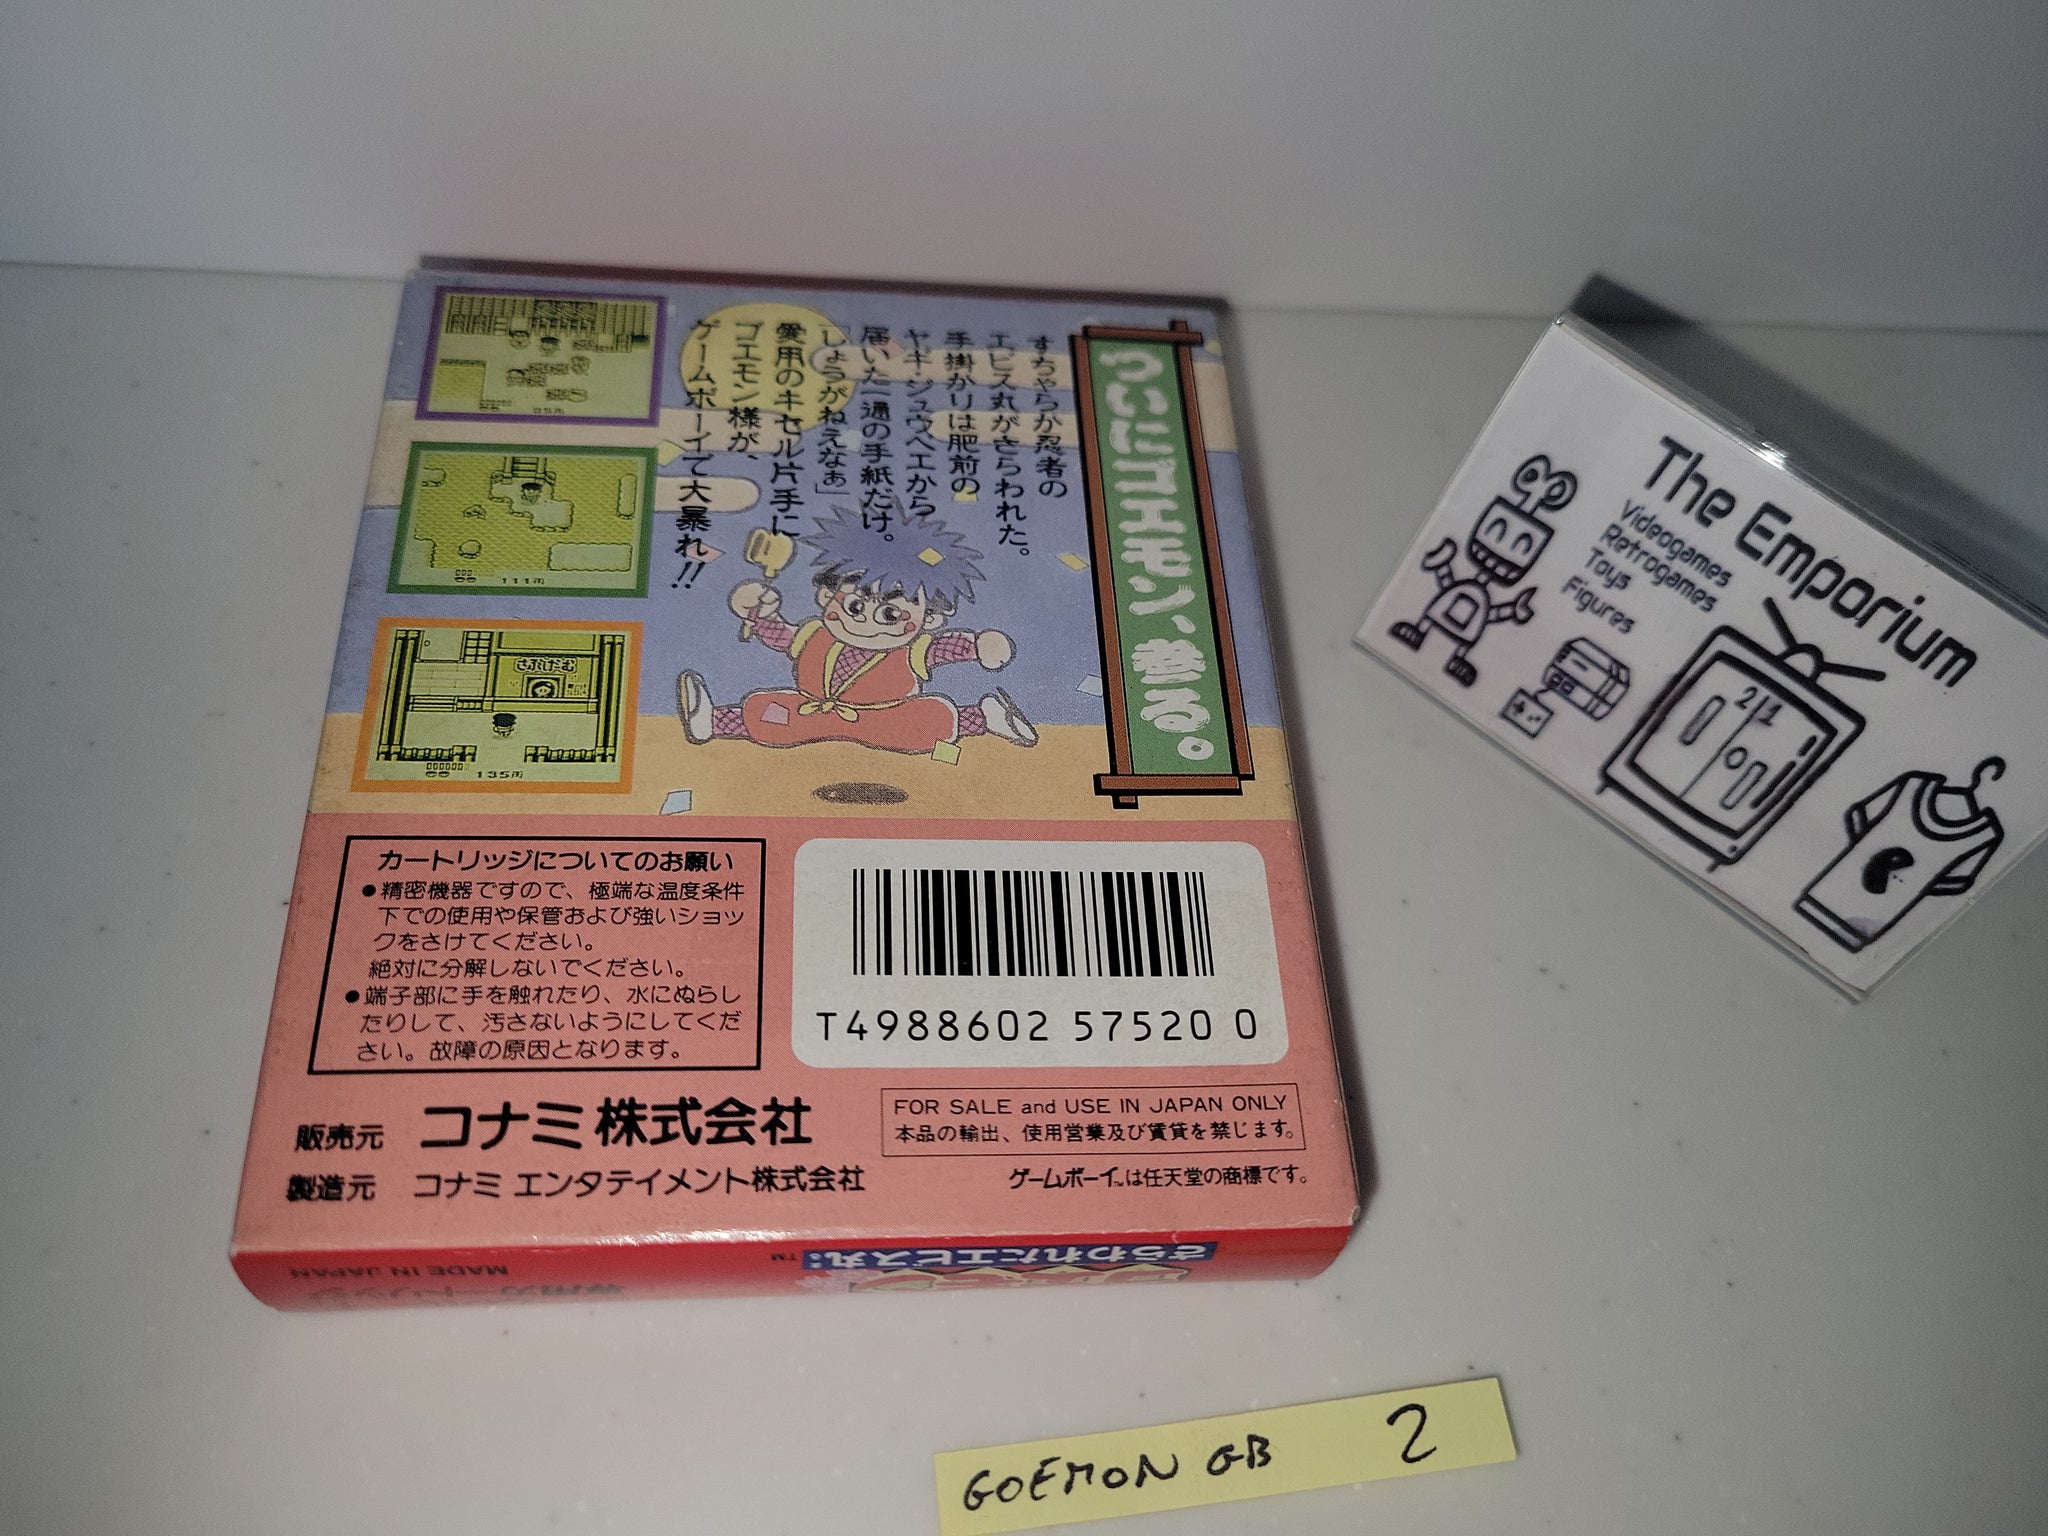 ついにゴエモン、参る。
すちゃらか忍者の
エビス丸がさらわれた。
手掛かりは肥前の
ヤギ・ジュウベエから
届いた一通の手紙だけ。
「しょうがねえなぁ」
愛用のキセル片手に
ゴエモン様が、
ゲームボーイで大暴れ!!
111両
135両
カートリッジについてのお願い
●精密機器ですので、極端な温度条件
下での使用や保管および強いショッ
クをさけてください。
絶対に分解しないでください。
●端子部に手を触れたり、水にぬらし
たりして、汚さないようにしてくだ
さい。故障の原因となります。
T4988602 57520 0
販売元 コナミ株式会社
製造元 コナミ エンタテイメント株式会社
FOR SALE and USE IN JAPAN ONLY
本品の輸出、使用営業及び賃貸を禁じます。
ゲームボーイ™は任天堂の商標です。
さらわれたエビス丸 TM
MADE IN JAPAN
The Emporium
Videogames
Retrogames
Toys
Figures
21
GOEMON GB 2